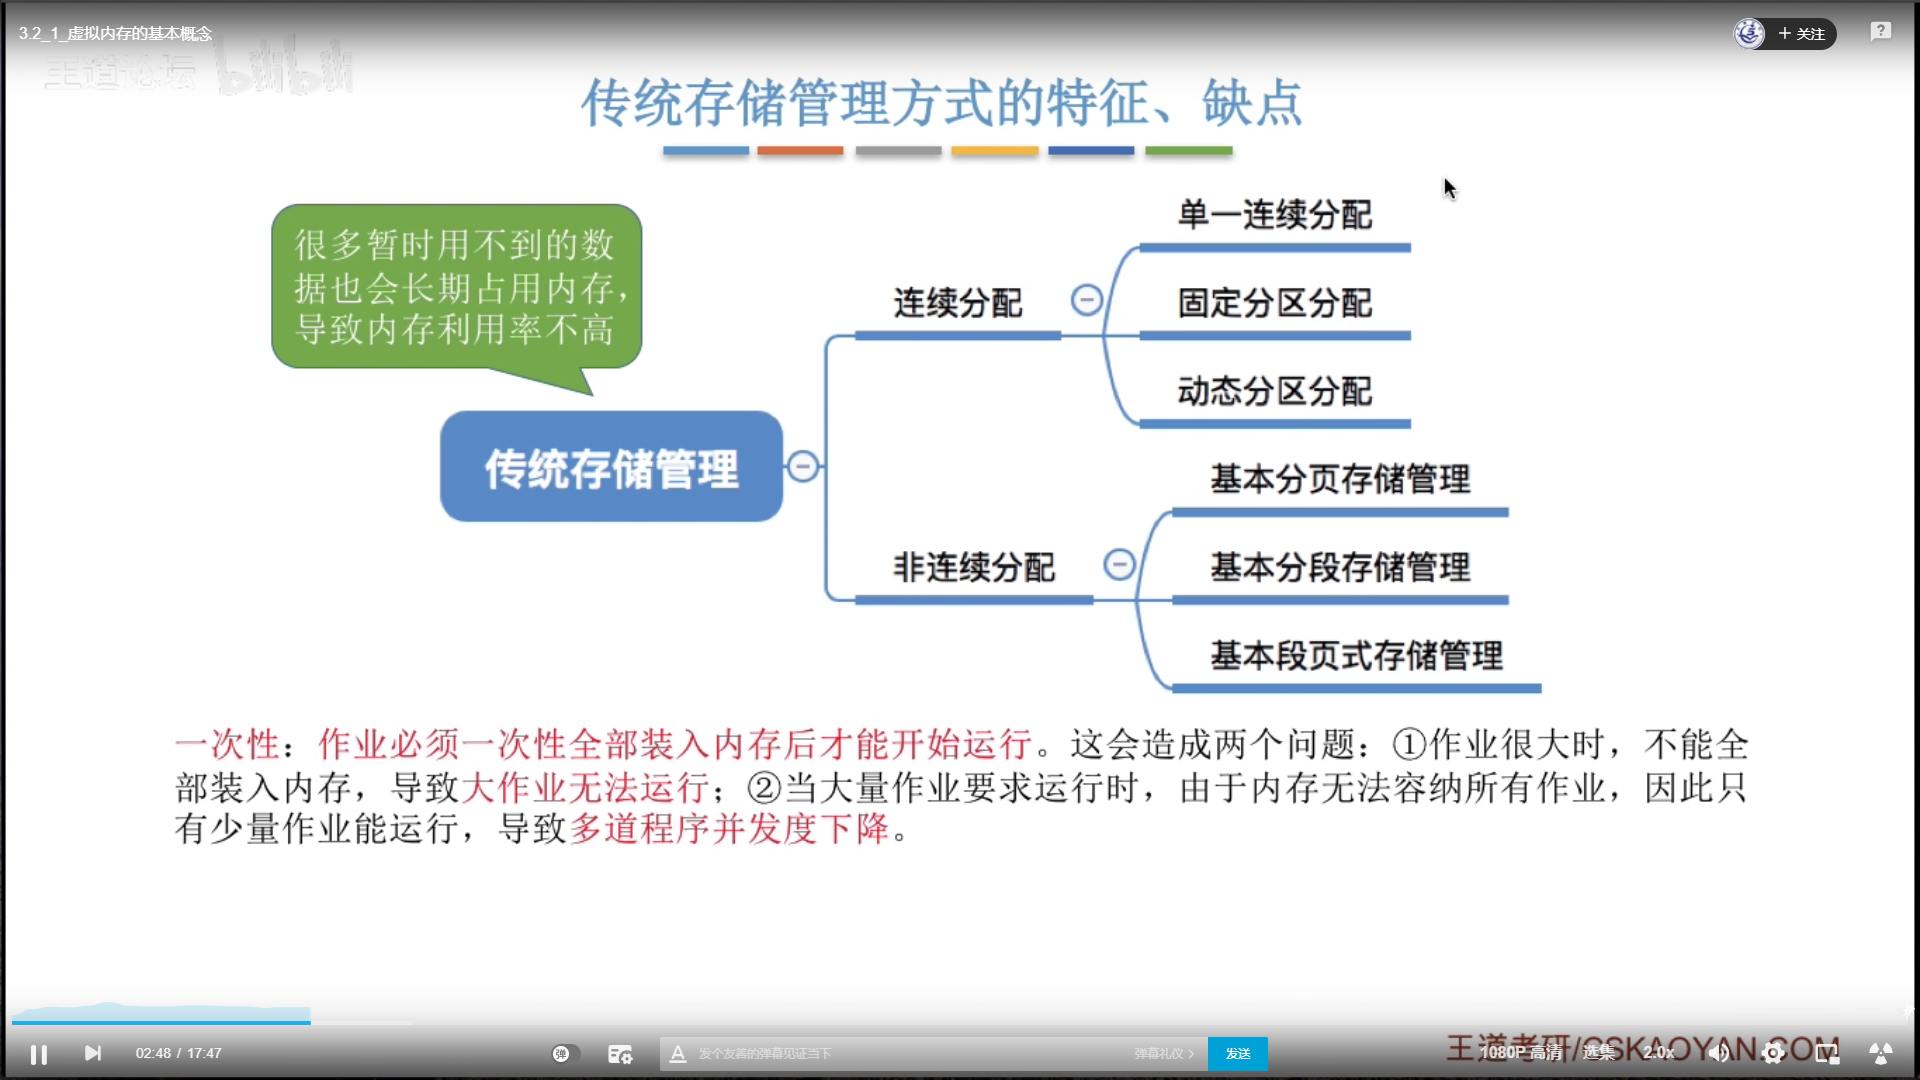 3.2_1_虚拟内存的基本概念
+ 关注
王道论坛 bilibili
传统存储管理方式的特征、缺点
很多暂时用不到的数
据也会长期占用内存,
导致内存利用率不高
传统存储管理
连续分配
单一连续分配
固定分区分配
动态分区分配
非连续分配
基本分页存储管理
基本分段存储管理
基本段页式存储管理
一次性：作业必须一次性全部装入内存后才能开始运行。这会造成两个问题：①作业很大时，不能全
部装入内存，导致大作业无法运行；②当大量作业要求运行时，由于内存无法容纳所有作业，因此只
有少量作业能运行，导致多道程序并发度下降。
02:48 / 17:47
弹
A 发个友善的弹幕见证当下
弹幕礼仪 >
发送
王道考研/CSKAOYAN.COM
1080P 高清
选集
2.0x